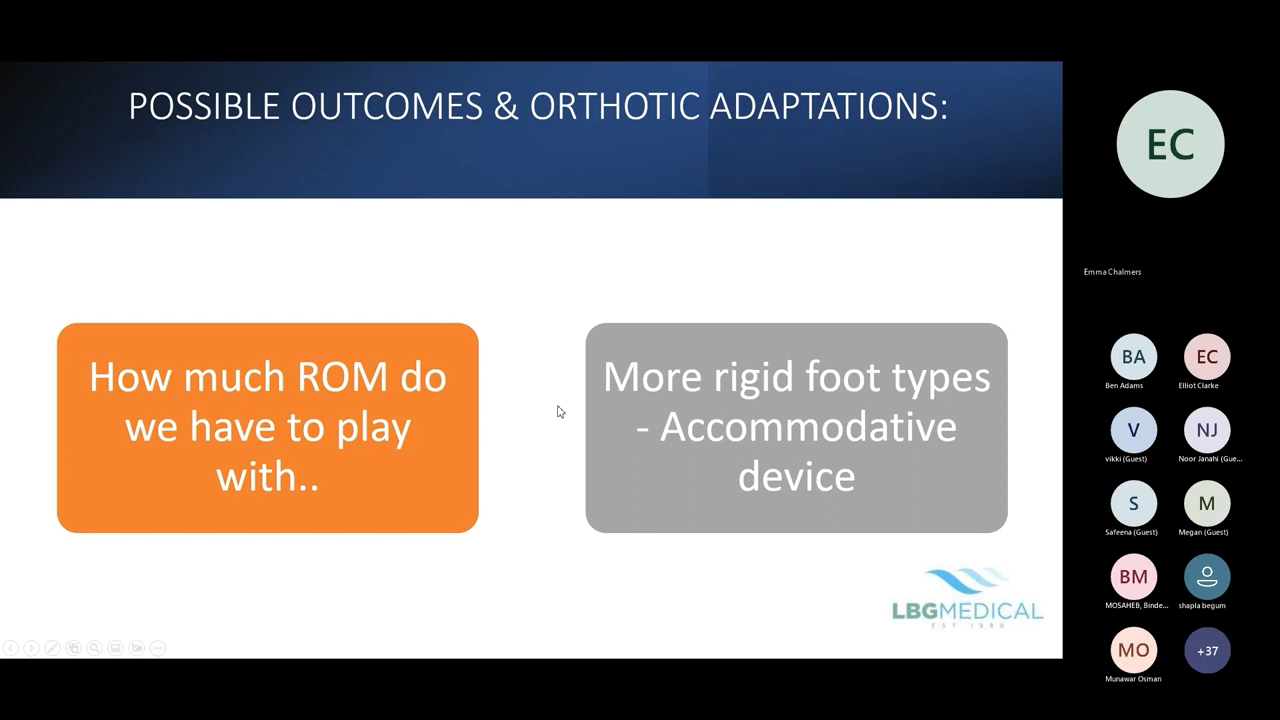 POSSIBLE OUTCOMES & ORTHOTIC ADAPTATIONS:
How much ROM do
we have to play
with..
More rigid foot types
- Accommodative
device
LBGMEDICAL
EST 1980
EC
Emma Chalmers
BA
EC
Ben Adams
Elliot Clarke
V
NJ
vikki (Guest)
Noor Janahi (Gue...
S
M
Safeena (Guest)
Megan (Guest)
BM
MOSAHEB, Binde...
shapla begum
MO
+37
Munawar Osman